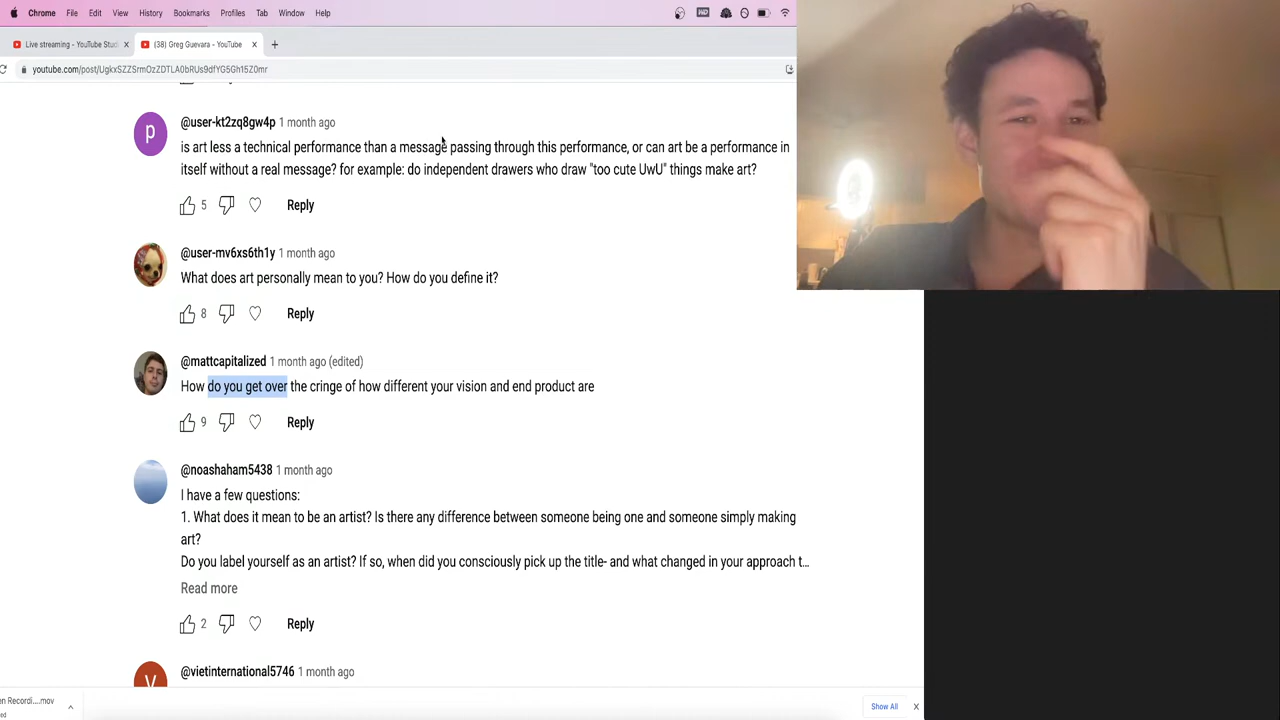 Chrome File Edit View History Bookmarks Profiles Tab Window Help
Live streaming - YouTube Stud
(38) Greg Guevara - YouTube
youtube.com/post/UgkxSZZSrmOzZDTLA0bRUs9dfYG5Gh15Z0mr
@user-kt2zq8gw4p 1 month ago
is art less a technical performance than a message passing through this performance, or can art be a performance in
itself without a real message? for example: do independent drawers who draw "too cute UwU" things make art?
5 Reply
@user-mv6xs6th1y 1 month ago
What does art personally mean to you? How do you define it?
8 Reply
@mattcapitalized 1 month ago (edited)
How do you get over the cringe of how different your vision and end product are
9 Reply
@noashaham5438 1 month ago
I have a few questions:
1. What does it mean to be an artist? Is there any difference between someone being one and someone simply making
art?
Do you label yourself as an artist? If so, when did you consciously pick up the title- and what changed in your approach t...
Read more
2 Reply
@vietinternational5746 1 month ago
en Recordi....mov
Show All